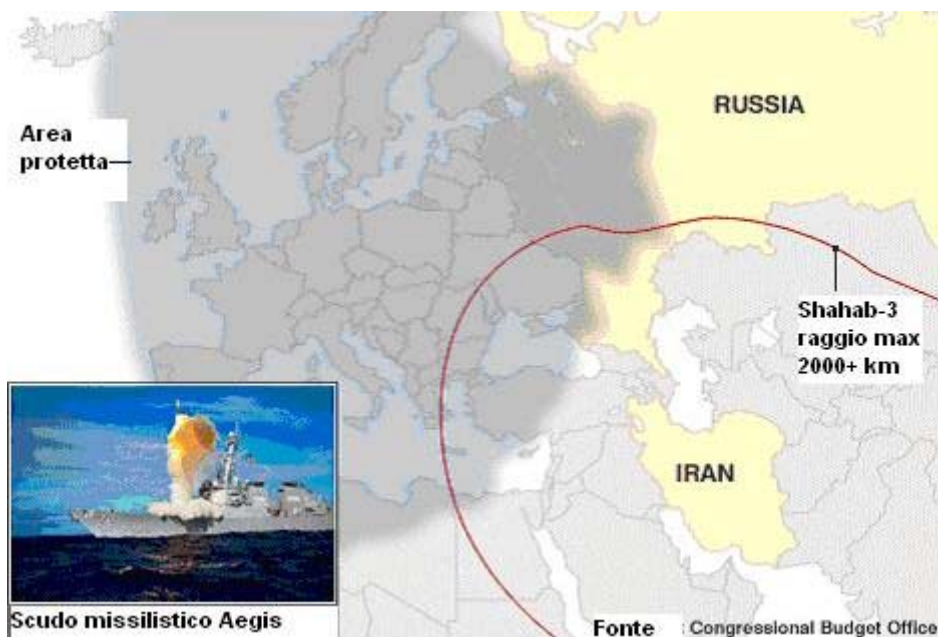 RUSSIA
Area
protetta
Shahab-3
raggio max
2000+ km
IRAN
Scudo missilistico Aegis
Fonte : Congressional Budget Office